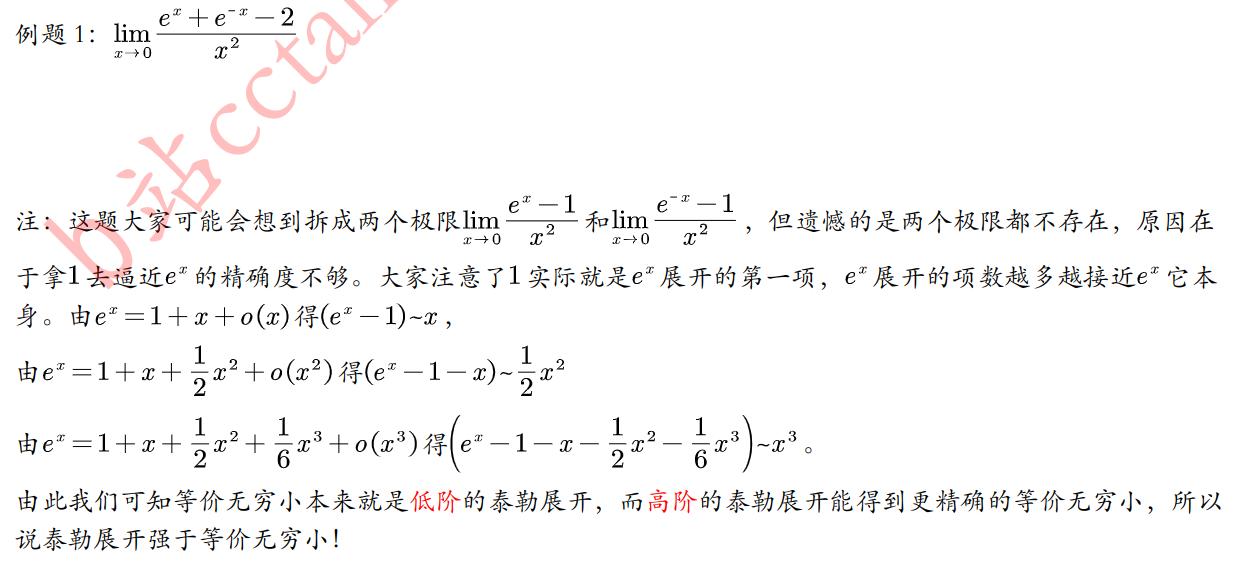 例题 1：$\lim_{x \to 0} \frac{e^x + e^{-x} - 2}{x^2}$
b站cctan
注：这题大家可能会想到拆成两个极限$\lim_{x \to 0} \frac{e^x - 1}{x^2}$和$\lim_{x \to 0} \frac{e^{-x} - 1}{x^2}$，但遗憾的是两个极限都不存在，原因在
于拿1去逼近$e^x$的精确度不够。大家注意了1实际就是$e^x$展开的第一项，$e^x$展开的项数越多越接近$e^x$它本
身。由$e^x = 1 + x + o(x)$得$(e^x - 1) \sim x$，
由$e^x = 1 + x + \frac{1}{2}x^2 + o(x^2)$得$(e^x - 1 - x) \sim \frac{1}{2}x^2$
由$e^x = 1 + x + \frac{1}{2}x^2 + \frac{1}{6}x^3 + o(x^3)$得$\left(e^x - 1 - x - \frac{1}{2}x^2 - \frac{1}{6}x^3\right) \sim x^3$。
由此我们可知等价无穷小本来就是低阶的泰勒展开，而高阶的泰勒展开能得到更精确的等价无穷小，所以
说泰勒展开强于等价无穷小！